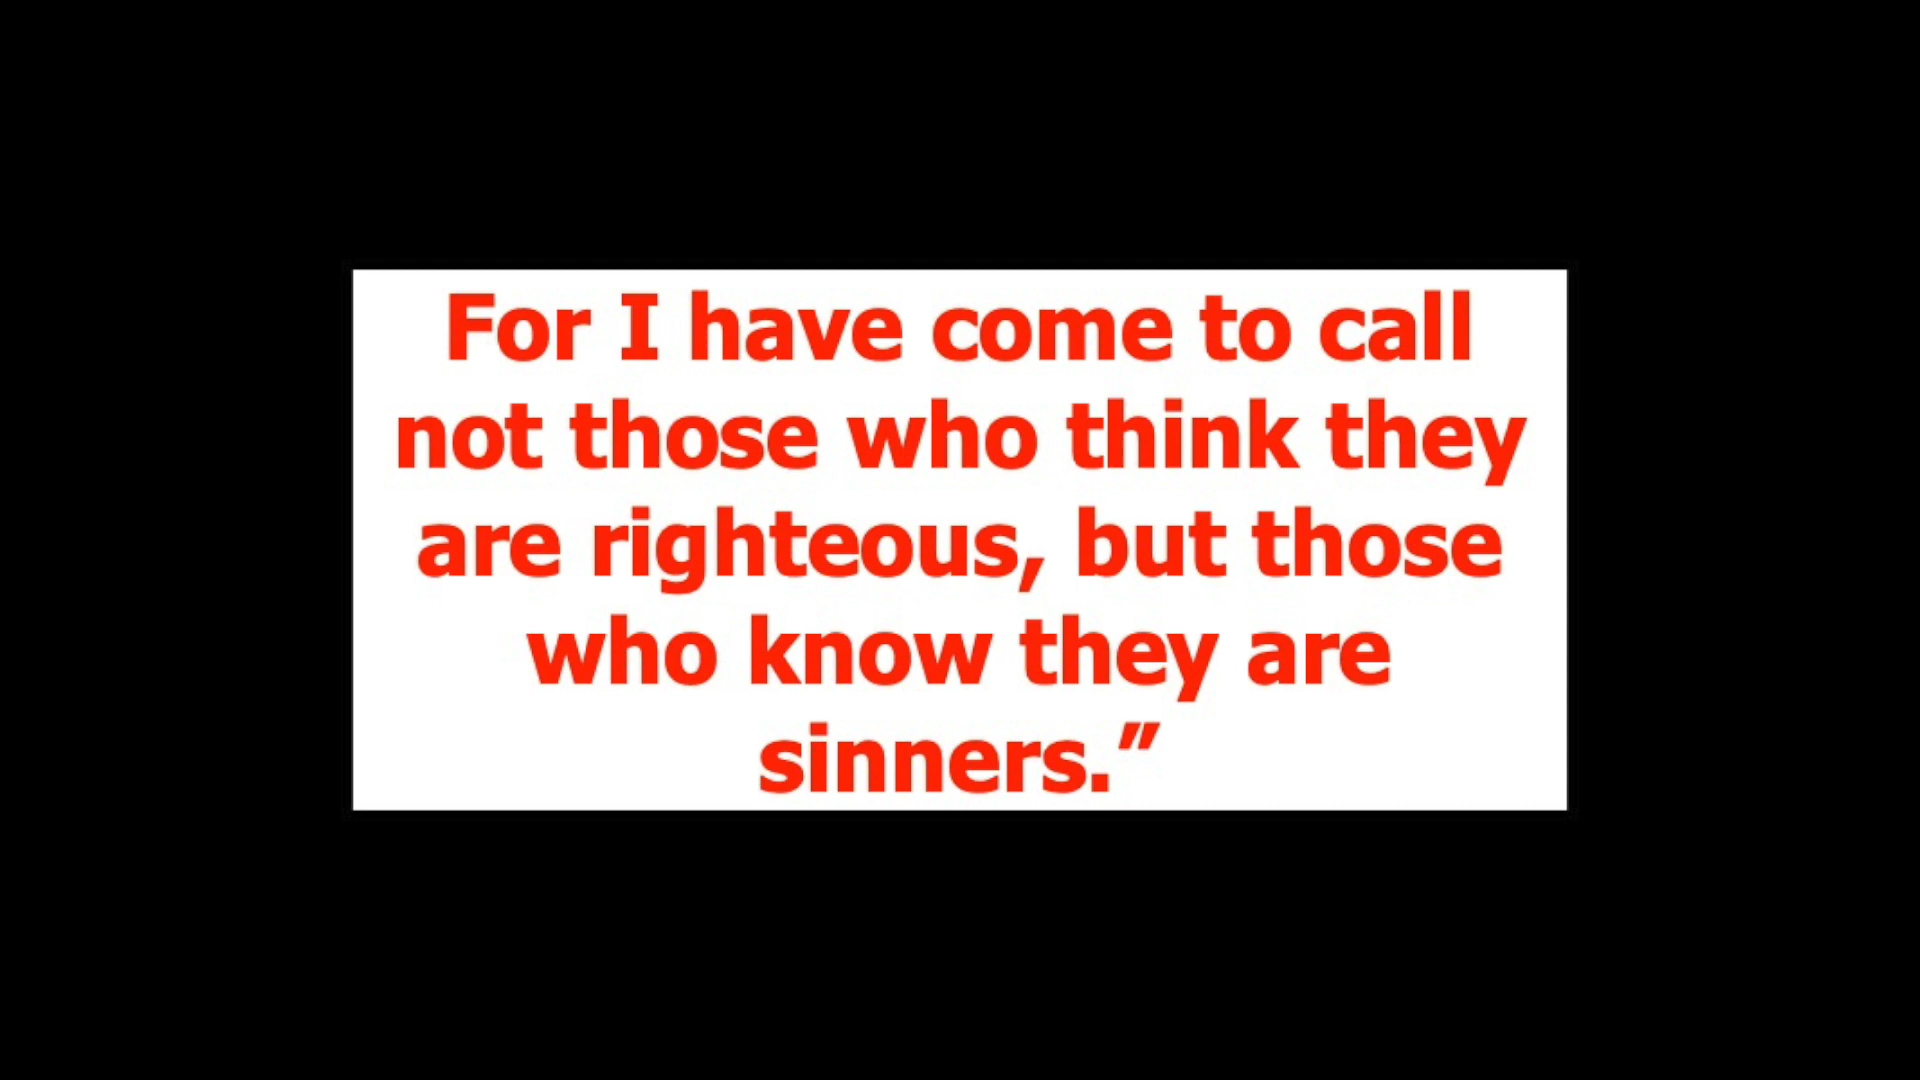 For I have come to call
not those who think they
are righteous, but those
who know they are
sinners.”